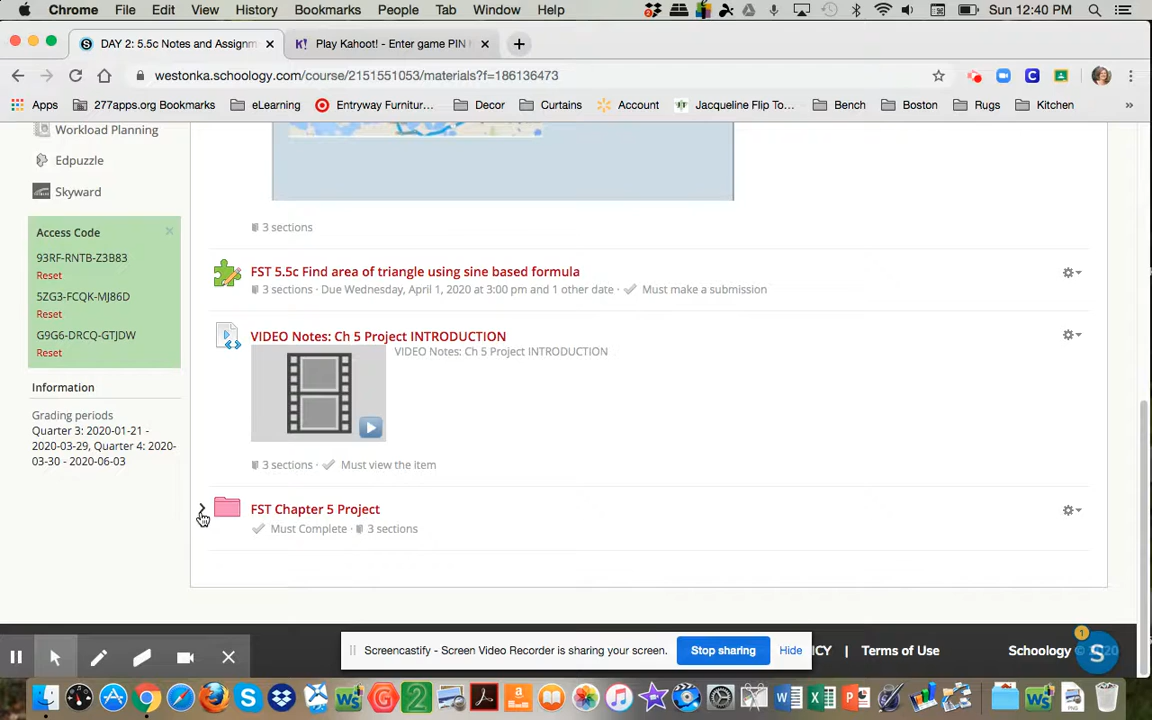 Chrome File Edit View History Bookmarks People Tab Window Help Sun 12:40 PM
DAY 2: 5.5c Notes and Assignm Play Kahoot! - Enter game PIN
westonka.schoology.com/course/2151551053/materials?f=186136473
Apps 277apps.org Bookmarks eLearning Entryway Furnitur... Decor Curtains Account Jacqueline Flip To... Bench Boston Rugs Kitchen
Workload Planning
Edpuzzle
Skyward
Access Code
93RF-RNTB-Z3B83
Reset
5ZG3-FCQK-MJ86D
Reset
G9G6-DRCQ-GTJDW
Reset
Information
Grading periods
Quarter 3: 2020-01-21 -
2020-03-29, Quarter 4: 2020-
03-30 - 2020-06-03
3 sections
FST 5.5c Find area of triangle using sine based formula
3 sections · Due Wednesday, April 1, 2020 at 3:00 pm and 1 other date · Must make a submission
VIDEO Notes: Ch 5 Project INTRODUCTION
VIDEO Notes: Ch 5 Project INTRODUCTION
3 sections · Must view the item
FST Chapter 5 Project
Must Complete · 3 sections
Screencastify - Screen Video Recorder is sharing your screen. Stop sharing Hide
Terms of Use
Schoology
1